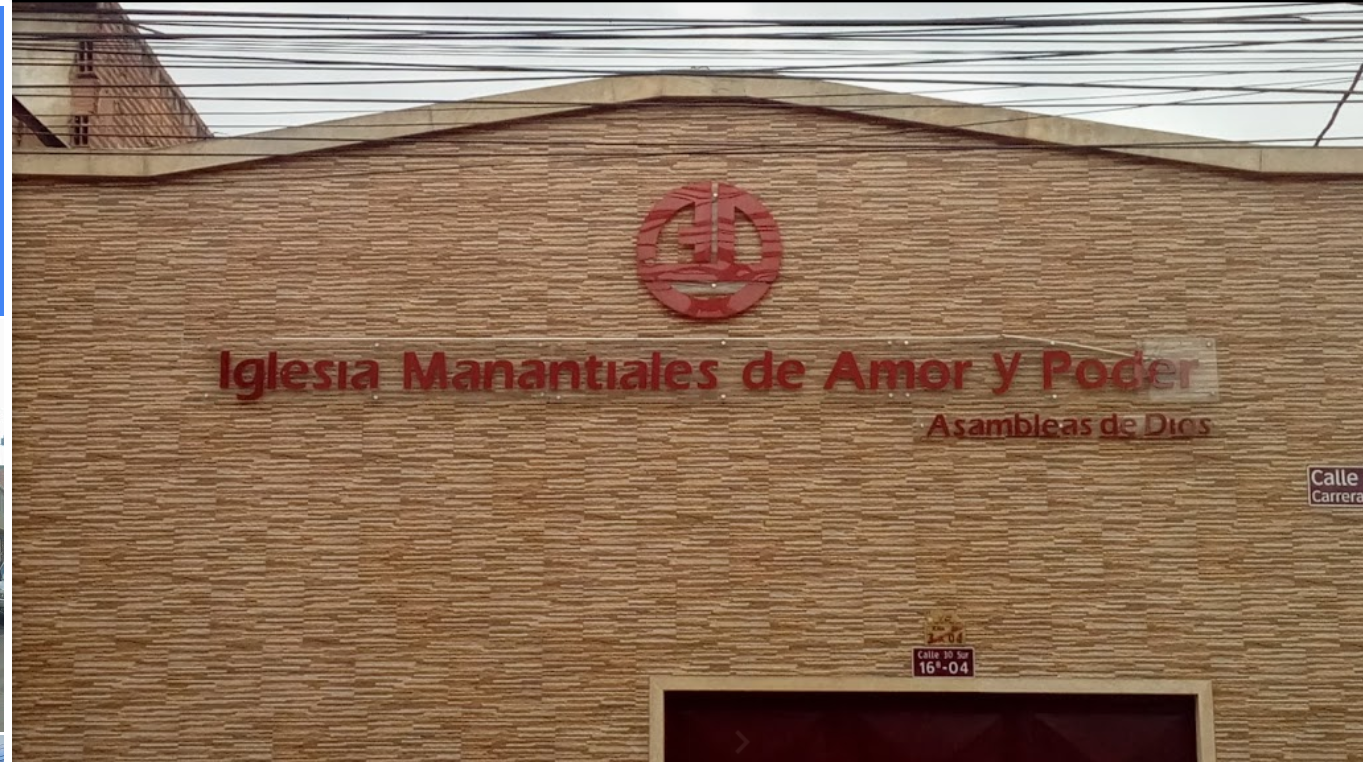 Iglesia Manantiales de Amor y Poder
Asambleas de Dios
Calle
Carrera
Calle 10 Sur
16ª-04